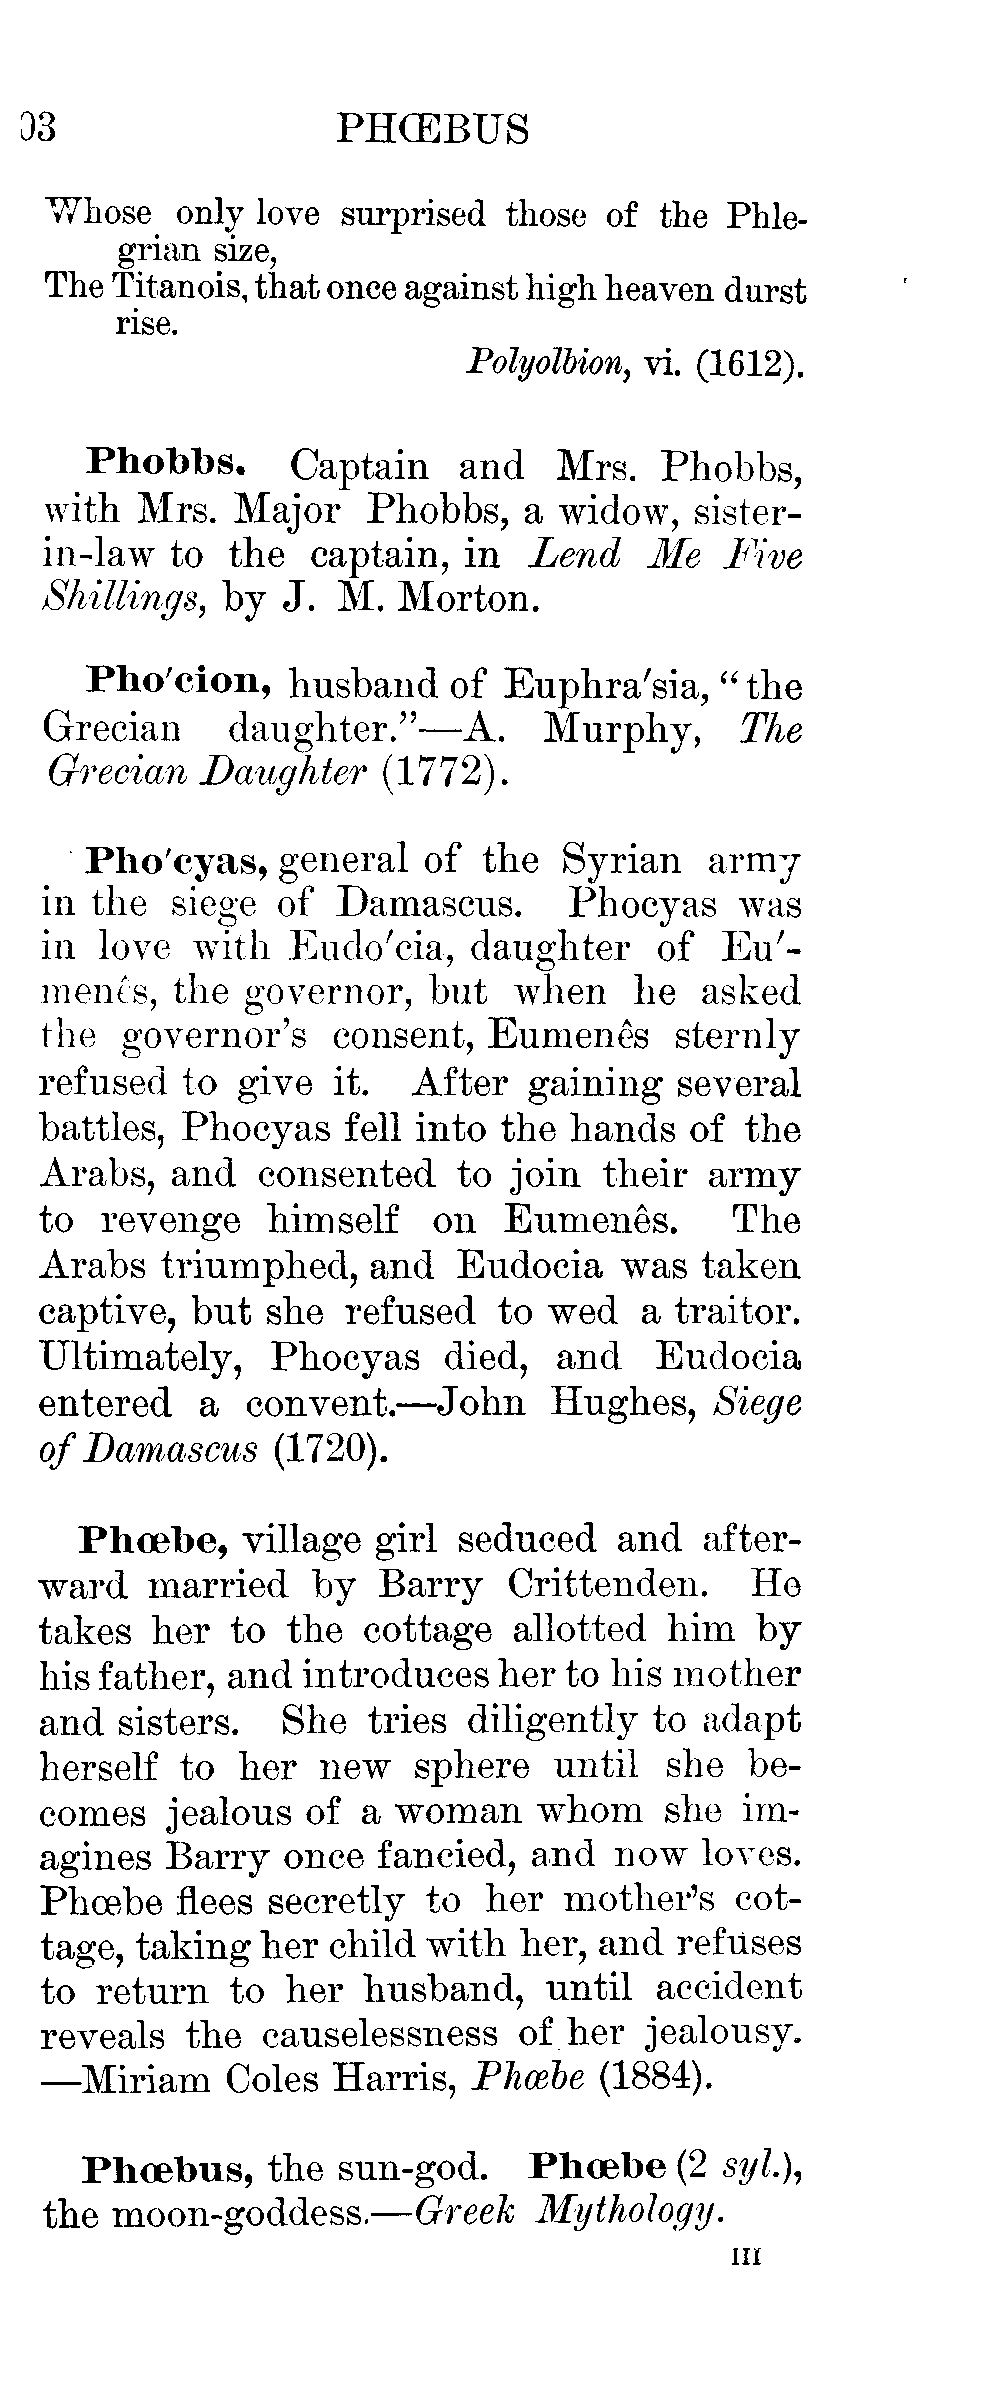 03 PHŒBUS
Whose only love surprised those of the Phle-
grian size,
The Titanois, that once against high heaven durst
rise.
Polyolbion, vi. (1612).
Phobbs. Captain and Mrs. Phobbs,
with Mrs. Major Phobbs, a widow, sister-
in-law to the captain, in Lend Me Five
Shillings, by J. M. Morton.
Pho'cion, husband of Euphra'sia, “the
Grecian daughter.”—A. Murphy, The
Grecian Daughter (1772).
Pho'cyas, general of the Syrian army
in the siege of Damascus. Phocyas was
in love with Eudo'cia, daughter of Eu'-
menês, the governor, but when he asked
the governor's consent, Eumenês sternly
refused to give it. After gaining several
battles, Phocyas fell into the hands of the
Arabs, and consented to join their army
to revenge himself on Eumenês. The
Arabs triumphed, and Eudocia was taken
captive, but she refused to wed a traitor.
Ultimately, Phocyas died, and Eudocia
entered a convent.—John Hughes, Siege
of Damascus (1720).
Phœbe, village girl seduced and after-
ward married by Barry Crittenden. He
takes her to the cottage allotted him by
his father, and introduces her to his mother
and sisters. She tries diligently to adapt
herself to her new sphere until she be-
comes jealous of a woman whom she im-
agines Barry once fancied, and now loves.
Phœbe flees secretly to her mother's cot-
tage, taking her child with her, and refuses
to return to her husband, until accident
reveals the causelessness of her jealousy.
—Miriam Coles Harris, Phœbe (1884).
Phœbus, the sun-god. Phœbe (2 syl.),
the moon-goddess.—Greek Mythology.
III